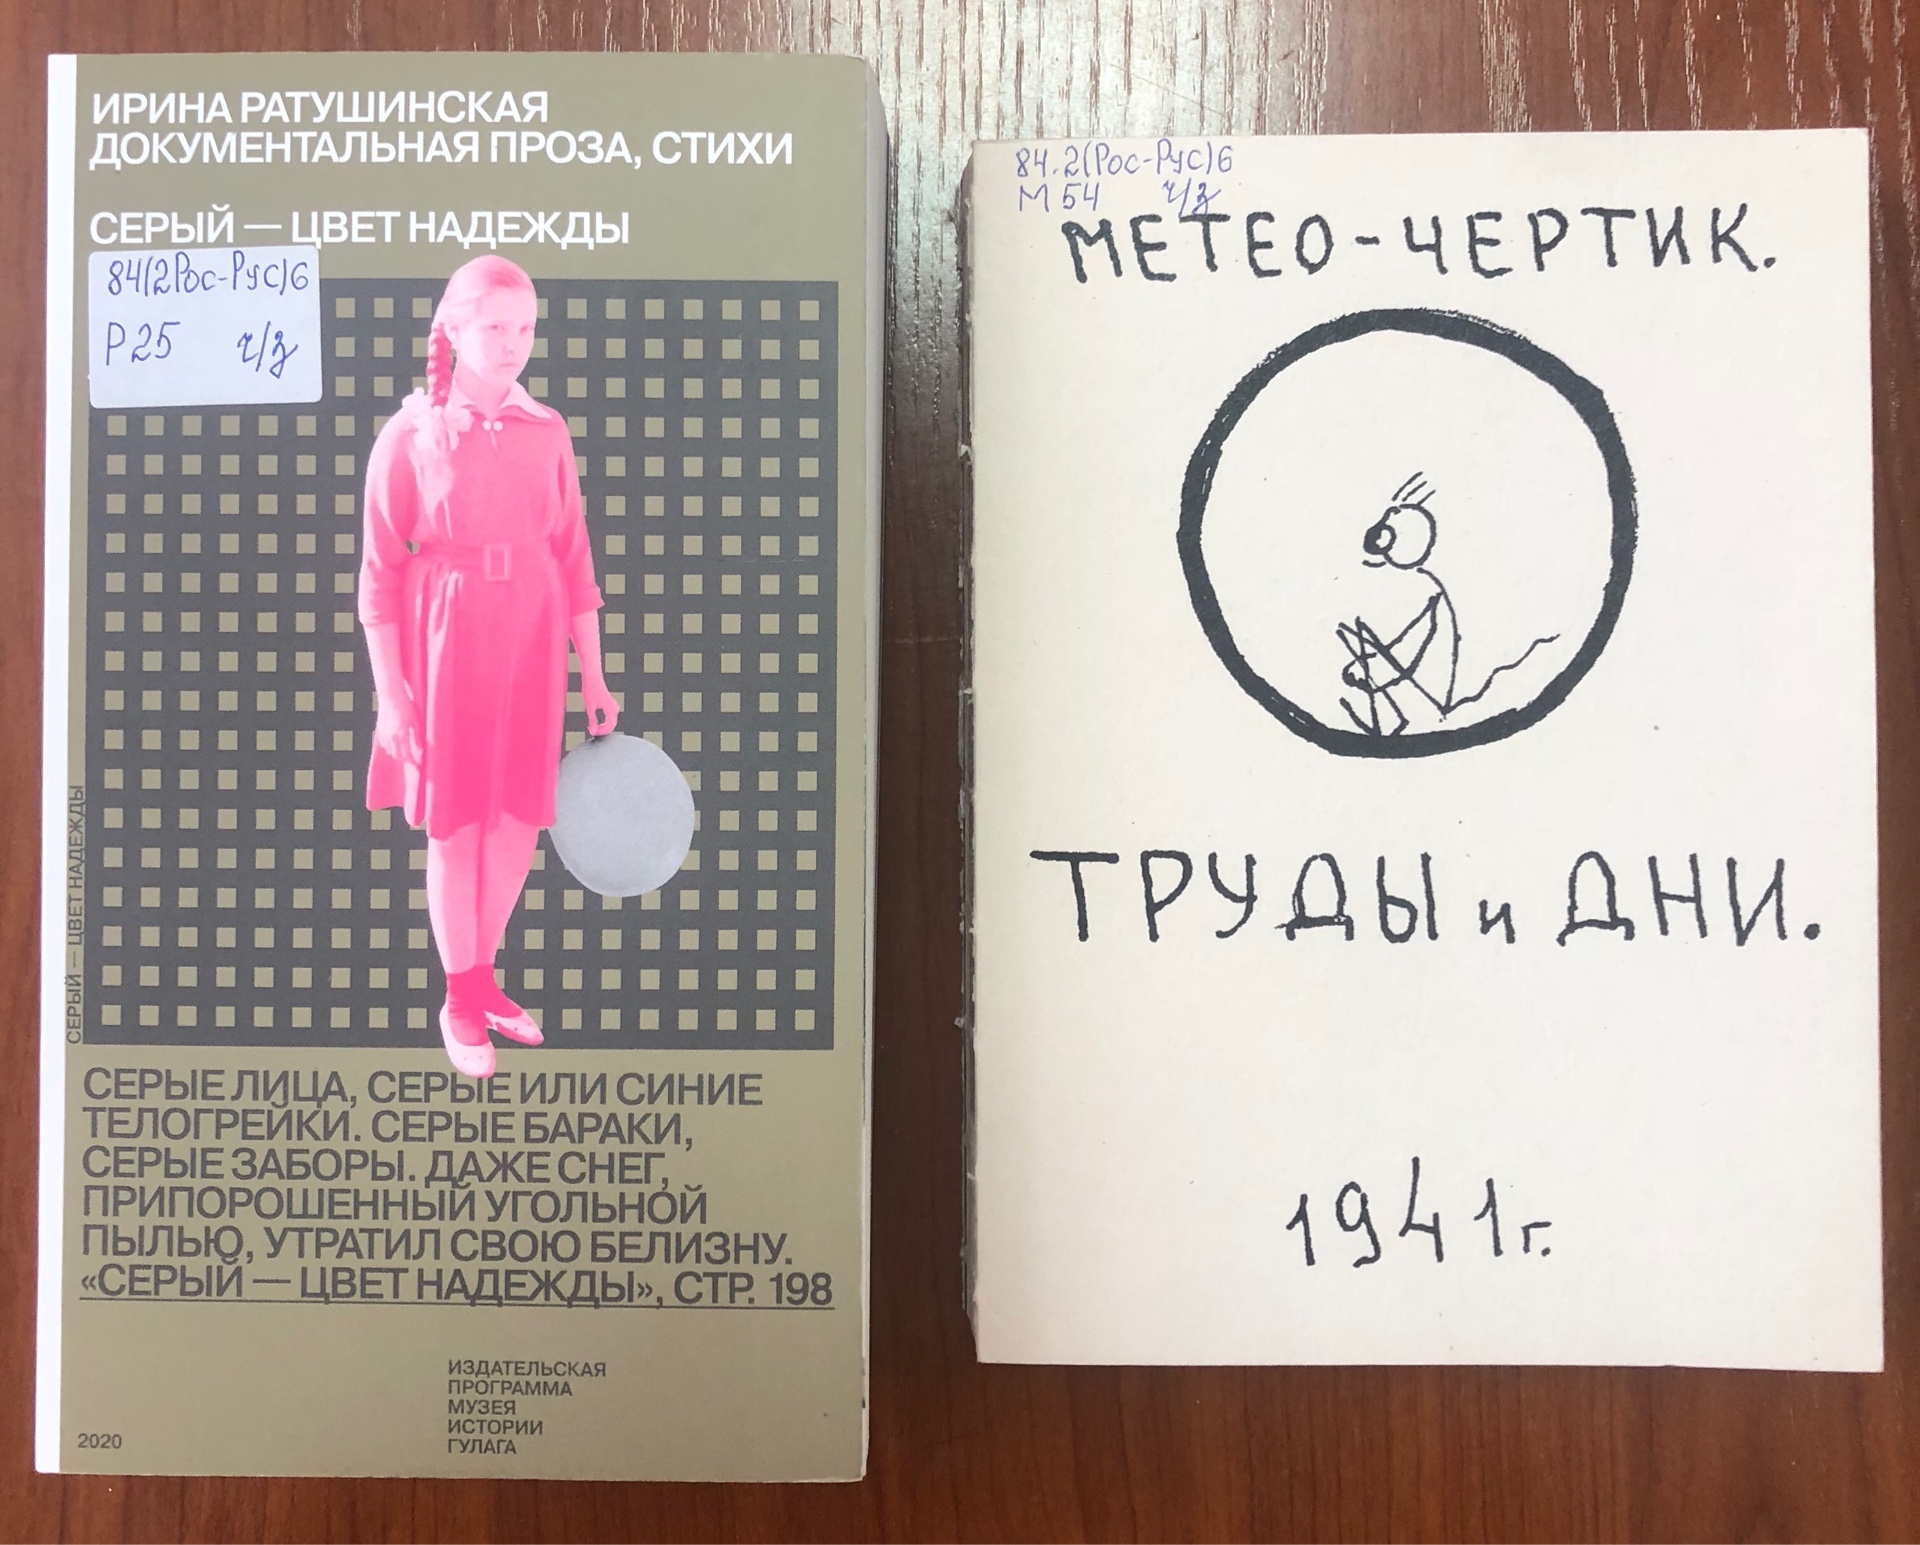 ИРИНА РАТУШИНСКАЯ
ДОКУМЕНТАЛЬНАЯ ПРОЗА, СТИХИ
СЕРЫЙ — ЦВЕТ НАДЕЖДЫ
84(2Рос-Рус)6
Р25 ч/з
СЕРЫЙ — ЦВЕТ НАДЕЖДЫ
СЕРЫЕ ЛИЦА, СЕРЫЕ ИЛИ СИНИЕ
ТЕЛОГРЕЙКИ. СЕРЫЕ БАРАКИ,
СЕРЫЕ ЗАБОРЫ. ДАЖЕ СНЕГ,
ПРИПОРОШЕННЫЙ УГОЛЬНОЙ
ПЫЛЬЮ, УТРАТИЛ СВОЮ БЕЛИЗНУ.
«СЕРЫЙ — ЦВЕТ НАДЕЖДЫ», СТР. 198
ИЗДАТЕЛЬСКАЯ
ПРОГРАММА
МУЗЕЯ
ИСТОРИИ
ГУЛАГА
2020
84.2(Рос-Рус)6
М 54 ч/з
МЕТЕО-ЧЕРТИК.
ТРУДЫ и ДНИ.
1941г.